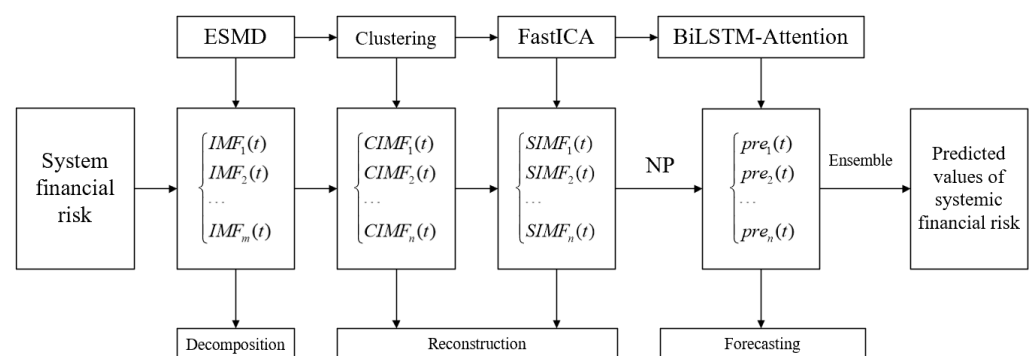 ESMD
Clustering
FastICA
BiLSTM-Attention
System
financial
risk
IMF₁(t)
IMF₂(t)
...
IMFₘ(t)
CIMF₁(t)
CIMF₂(t)
...
CIMFₙ(t)
SIMF₁(t)
SIMF₂(t)
...
SIMFₙ(t)
NP
pre₁(t)
pre₂(t)
...
preₙ(t)
Ensemble
Predicted
values of
systemic
financial risk
Decomposition
Reconstruction
Forecasting